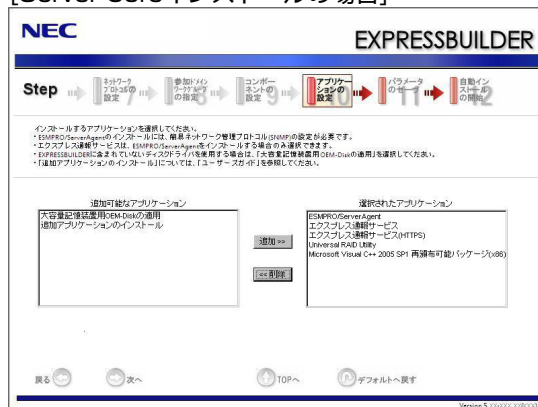 [Server Coreインストールの場合]
NEC
EXPRESSBUILDER
Step
ネットワークプロトコルの設定 7
参加ドメインワークグループの指定 8
コンポーネントの設定 9
アプリケーションの設定 10
パラメータのセーブ 11
自動インストールの開始 12
インストールするアプリケーションを選択してください。
・ESMPRO/ServerAgentのインストールには、簡易ネットワーク管理プロトコル(SNMP)の設定が必要です。
・エクスプレス通報サービスは、ESMPRO/ServerAgentをインストールする場合のみ選択できます。
・EXPRESSBUILDERに含まれていないディスクドライバを使用する場合は、「大容量記憶装置用OEM-Diskの適用」を選択してください。
・「追加アプリケーションのインストール」については、「ユーザーズガイド」を参照してください。
追加可能なアプリケーション
大容量記憶装置用OEM-Diskの適用
追加アプリケーションのインストール
追加 >>
<< 削除
選択されたアプリケーション
ESMPRO/ServerAgent
エクスプレス通報サービス
エクスプレス通報サービス(HTTPS)
Universal RAID Utility
Microsoft Visual C++ 2005 SP1 再頒布可能パッケージ(x86)
戻る
次へ
TOPへ
デフォルトへ戻す
Version 5